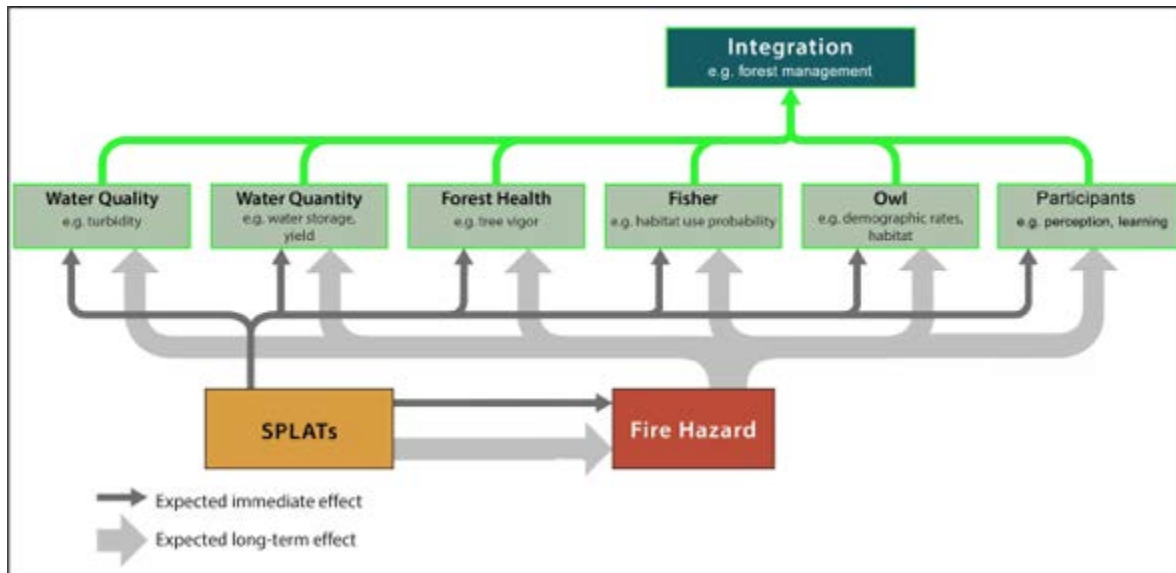 Integration
e.g. forest management
Water Quality
e.g. turbidity
Water Quantity
e.g. water storage,
yield
Forest Health
e.g. tree vigor
Fisher
e.g. habitat use probability
Owl
e.g. demographic rates,
habitat
Participants
e.g. perception, learning
SPLATs
Fire Hazard
Expected immediate effect
Expected long-term effect